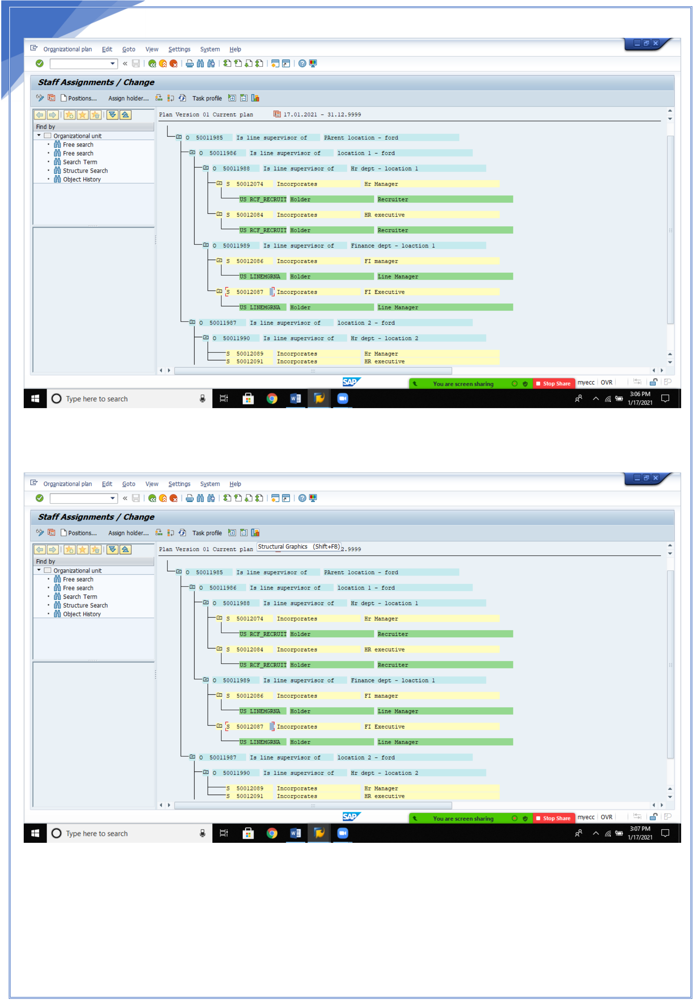 Organizational plan Edit Goto View Settings System Help
Staff Assignments / Change
Positions... Assign holder... Task profile
Plan Version 01 Current plan 17.01.2021 - 31.12.9999
Find by
Organizational unit
Free search
Free search
Search Term
Structure Search
Object History
O 50011985 Is line supervisor of PArent location - ford
O 50011986 Is line supervisor of location 1 - ford
O 50011988 Is line supervisor of Hr dept - location 1
S 50012074 Incorporates Hr Manager
US RCF_RECRUIT Holder Recruiter
S 50012084 Incorporates HR executive
US RCF_RECRUIT Holder Recruiter
O 50011989 Is line supervisor of Finance dept - loaction 1
S 50012086 Incorporates FI manager
US LINEMGRNA Holder Line Manager
S 50012087 Incorporates FI Executive
US LINEMGRNA Holder Line Manager
O 50011987 Is line supervisor of location 2 - ford
O 50011990 Is line supervisor of Hr dept - location 2
S 50012089 Incorporates Hr Manager
S 50012091 Incorporates HR executive
SAP You are screen sharing Stop Share myecc OVR
Type here to search
3:06 PM
1/17/2021
Organizational plan Edit Goto View Settings System Help
Staff Assignments / Change
Positions... Assign holder... Task profile
Plan Version 01 Current plan Structural Graphics (Shift+F8) 2.9999
Find by
Organizational unit
Free search
Free search
Search Term
Structure Search
Object History
O 50011985 Is line supervisor of PArent location - ford
O 50011986 Is line supervisor of location 1 - ford
O 50011988 Is line supervisor of Hr dept - location 1
S 50012074 Incorporates Hr Manager
US RCF_RECRUIT Holder Recruiter
S 50012084 Incorporates HR executive
US RCF_RECRUIT Holder Recruiter
O 50011989 Is line supervisor of Finance dept - loaction 1
S 50012086 Incorporates FI manager
US LINEMGRNA Holder Line Manager
S 50012087 Incorporates FI Executive
US LINEMGRNA Holder Line Manager
O 50011987 Is line supervisor of location 2 - ford
O 50011990 Is line supervisor of Hr dept - location 2
S 50012089 Incorporates Hr Manager
S 50012091 Incorporates HR executive
SAP You are screen sharing Stop Share myecc OVR
Type here to search
3:07 PM
1/17/2021